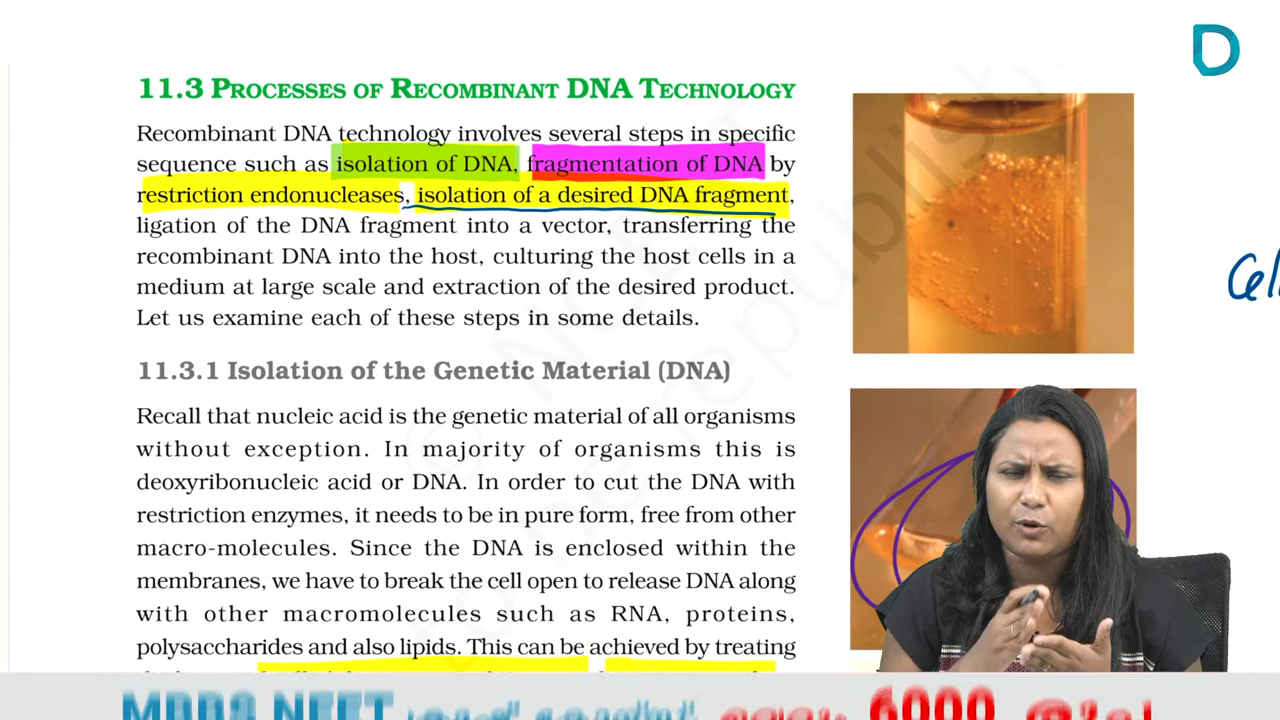 D
11.3 PROCESSES OF RECOMBINANT DNA TECHNOLOGY
Recombinant DNA technology involves several steps in specific
sequence such as isolation of DNA, fragmentation of DNA by
restriction endonucleases, isolation of a desired DNA fragment,
ligation of the DNA fragment into a vector, transferring the
recombinant DNA into the host, culturing the host cells in a
medium at large scale and extraction of the desired product.
Let us examine each of these steps in some details.
11.3.1 Isolation of the Genetic Material (DNA)
Recall that nucleic acid is the genetic material of all organisms
without exception. In majority of organisms this is
deoxyribonucleic acid or DNA. In order to cut the DNA with
restriction enzymes, it needs to be in pure form, free from other
macro-molecules. Since the DNA is enclosed within the
membranes, we have to break the cell open to release DNA along
with other macromolecules such as RNA, proteins,
polysaccharides and also lipids. This can be achieved by treating
NEET
6000